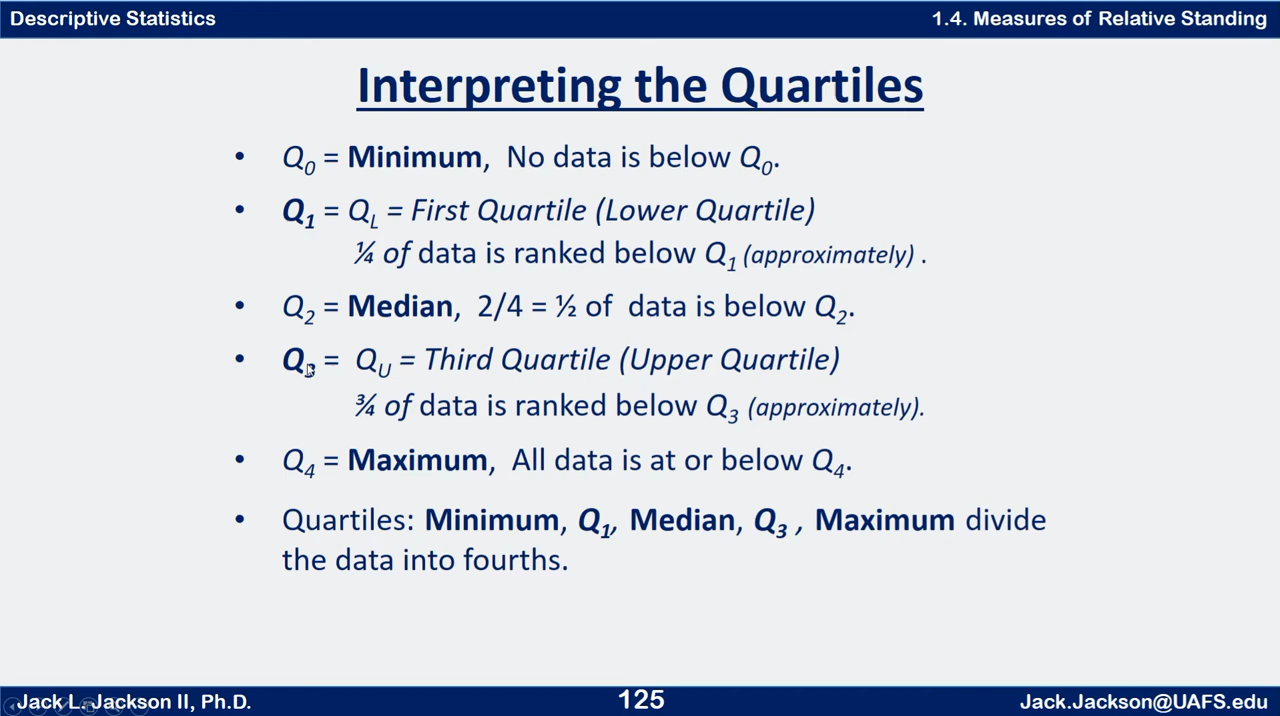 Descriptive Statistics
1.4. Measures of Relative Standing
Interpreting the Quartiles
• Q0 = Minimum, No data is below Q0.
• Q1 = QL = First Quartile (Lower Quartile)
¼ of data is ranked below Q1 (approximately) .
• Q2 = Median, 2/4 = ½ of data is below Q2.
• Q3 = QU = Third Quartile (Upper Quartile)
¾ of data is ranked below Q3 (approximately).
• Q4 = Maximum, All data is at or below Q4.
• Quartiles: Minimum, Q1, Median, Q3 , Maximum divide
the data into fourths.
Jack L. Jackson II, Ph.D.
125
Jack.Jackson@UAFS.edu